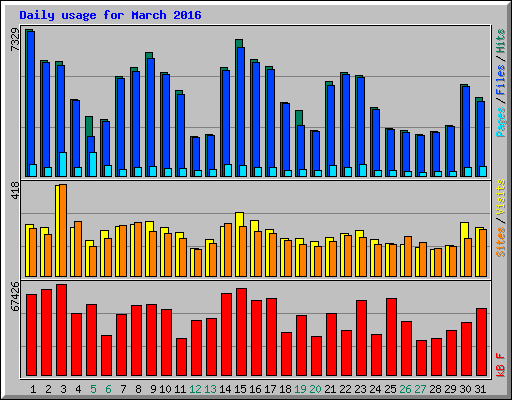 Daily usage for March 2016
7329
Pages / Files / Hits
418
Sites / Visits
67426
kB F
1 2 3 4 5 6 7 8 9 10 11 12 13 14 15 16 17 18 19 20 21 22 23 24 25 26 27 28 29 30 31